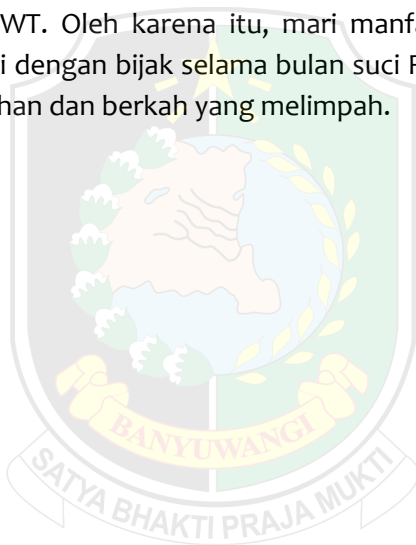 WT. Oleh karena itu, mari manfa
i dengan bijak selama bulan suci
han dan berkah yang melimpah.
BANYUWANGI
SATYA BHAKTI PRAJA MUKTI